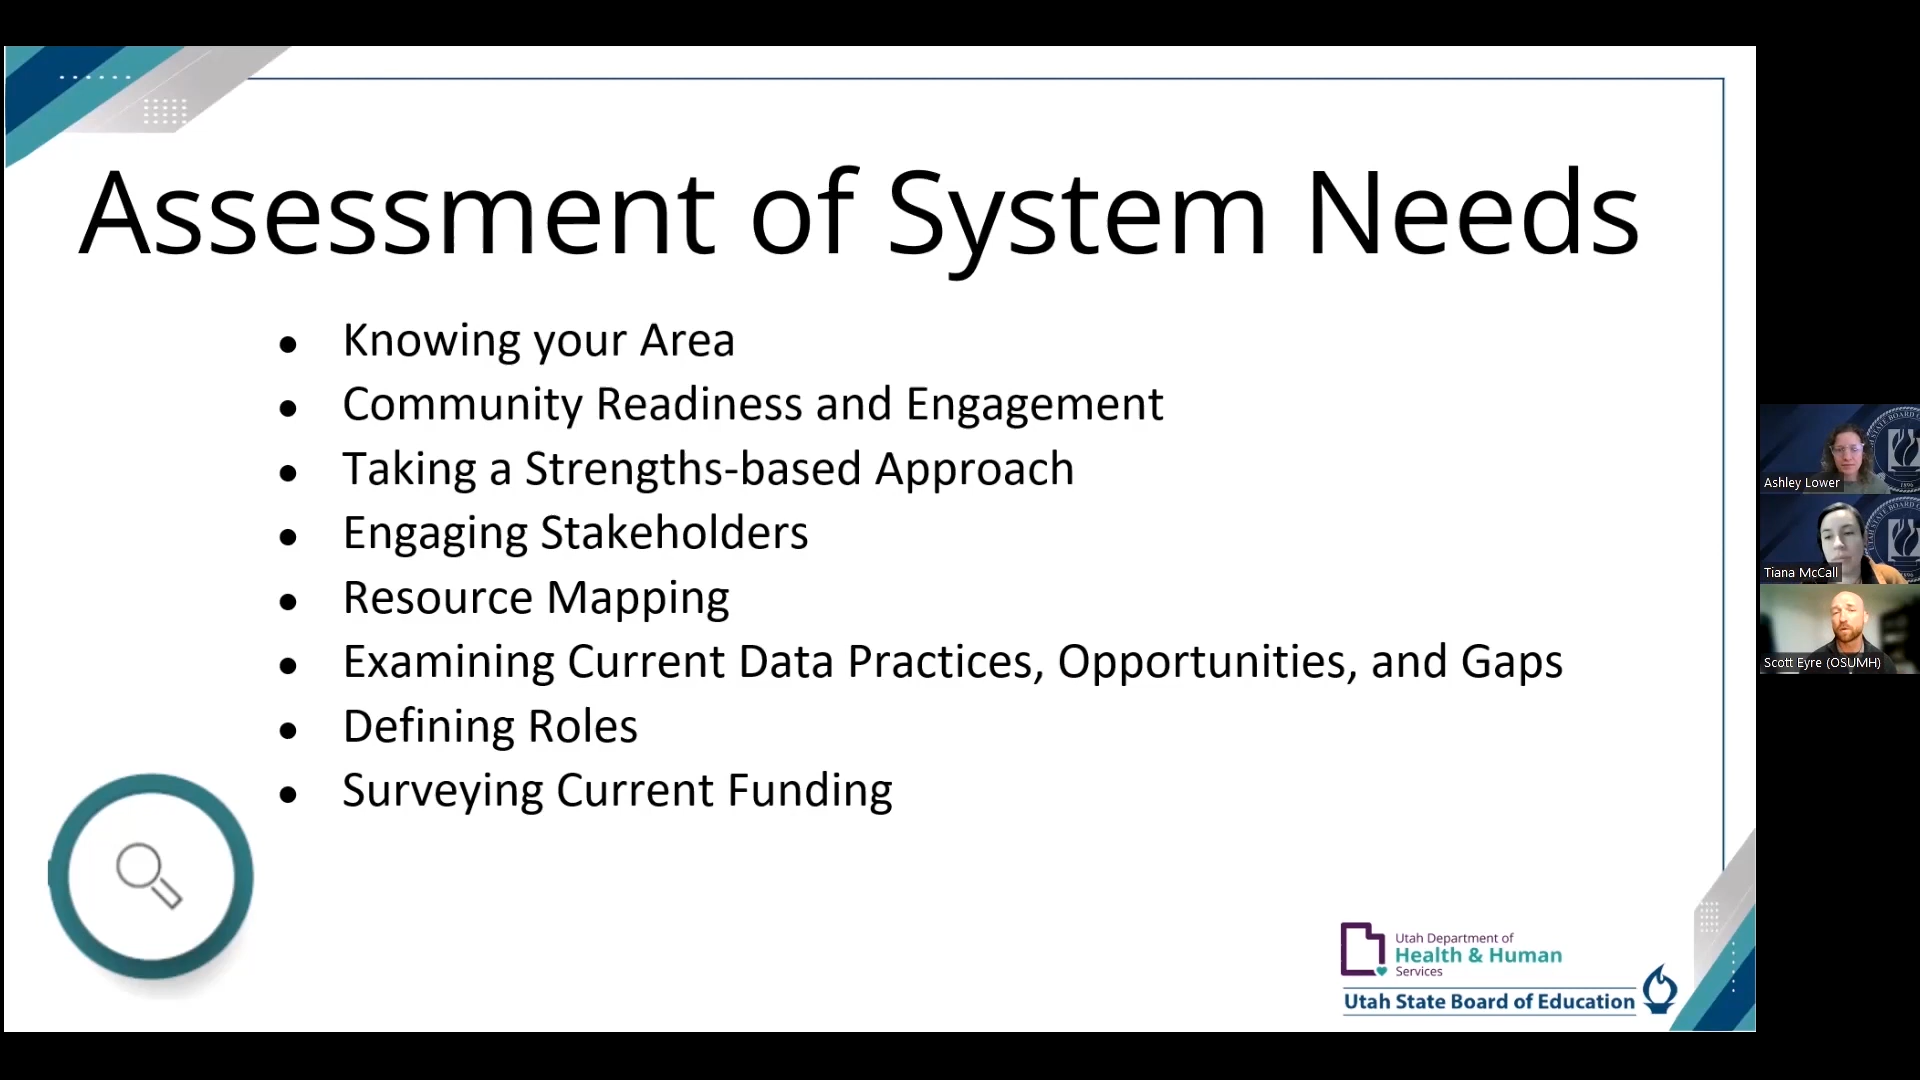 Assessment of System Needs
● Knowing your Area
● Community Readiness and Engagement
● Taking a Strengths-based Approach
● Engaging Stakeholders
● Resource Mapping
● Examining Current Data Practices, Opportunities, and Gaps
● Defining Roles
● Surveying Current Funding
Utah Department of
Health & Human
Services
Utah State Board of Education
Ashley Lower
Tiana McCall
Scott Eyre (OSUMH)